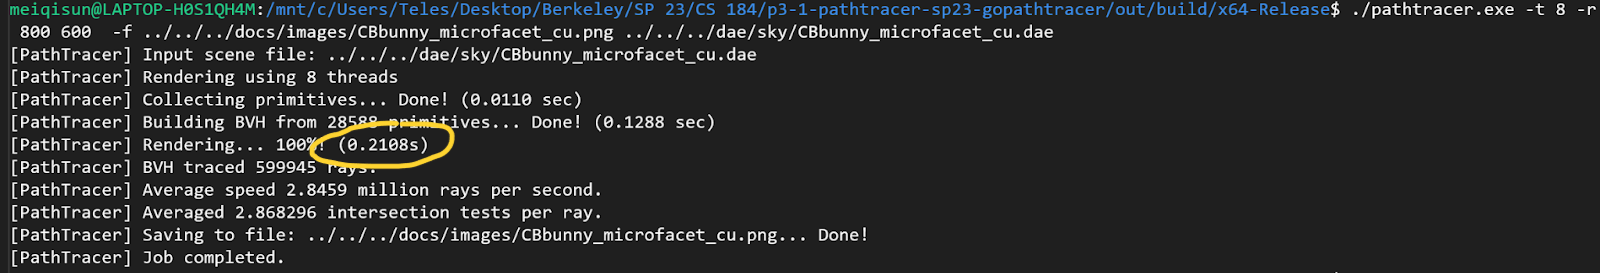 meiqisun@LAPTOP-H0S1QH4M:/mnt/c/Users/Teles/Desktop/Berkeley/SP 23/CS 184/p3-1-pathtracer-sp23-gopathtracer/out/build/x64-Release$ ./pathtracer.exe -t 8 -r
800 600  -f ../../../docs/images/CBbunny_microfacet_cu.png ../../../dae/sky/CBbunny_microfacet_cu.dae
[PathTracer] Input scene file: ../../../dae/sky/CBbunny_microfacet_cu.dae
[PathTracer] Rendering using 8 threads
[PathTracer] Collecting primitives... Done! (0.0110 sec)
[PathTracer] Building BVH from 28588 primitives... Done! (0.1288 sec)
[PathTracer] Rendering... 100%! (0.2108s)
[PathTracer] BVH traced 599945 rays.
[PathTracer] Average speed 2.8459 million rays per second.
[PathTracer] Averaged 2.868296 intersection tests per ray.
[PathTracer] Saving to file: ../../../docs/images/CBbunny_microfacet_cu.png... Done!
[PathTracer] Job completed.